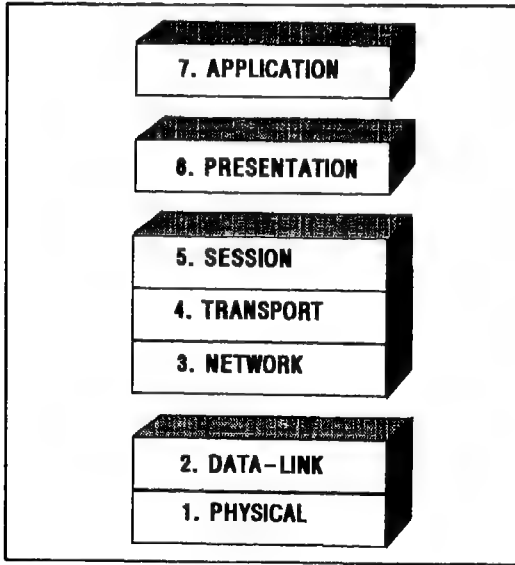 7. APPLICATION
6. PRESENTATION
5. SESSION
4. TRANSPORT
3. NETWORK
2. DATA-LINK
1. PHYSICAL